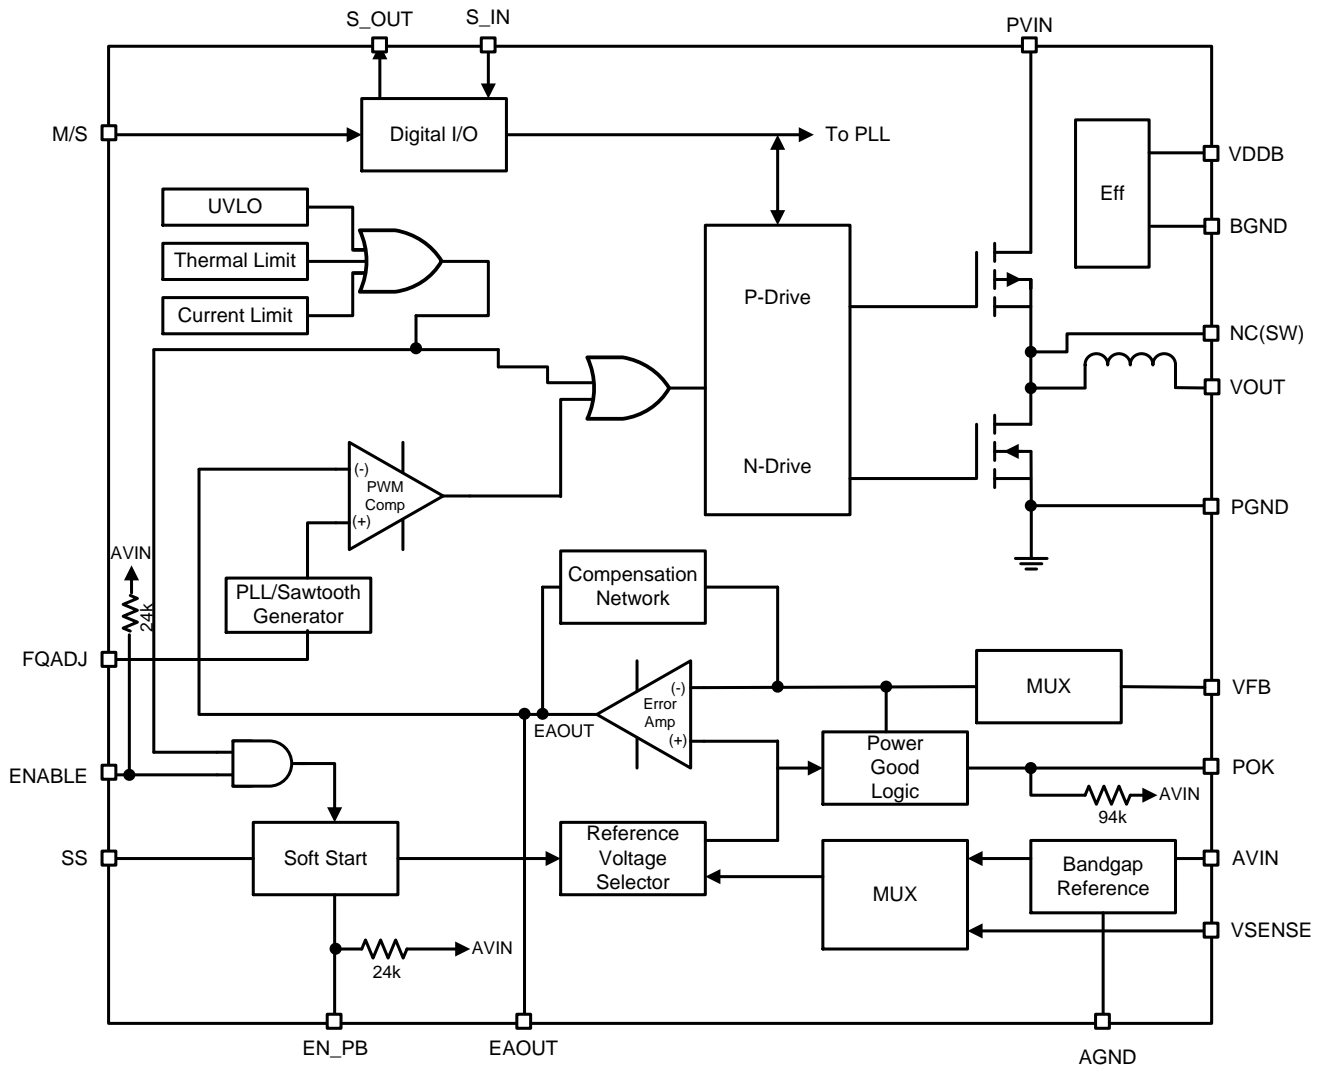 S_OUT
S_IN
PVIN
M/S
Digital I/O
To PLL
VDDB
Eff
UVLO
BGND
Thermal Limit
P-Drive
Current Limit
NC(SW)
VOUT
(-)
PWM
Comp
(+)
N-Drive
PGND
AVIN
24k
PLL/Sawtooth
Generator
Compensation
Network
FQADJ
(-)
Error
Amp
(+)
MUX
VFB
EAOUT
Power
Good
Logic
POK
ENABLE
AVIN
94k
SS
Soft Start
Reference
Voltage
Selector
MUX
Bandgap
Reference
AVIN
VSENSE
AVIN
24k
EN_PB
EAOUT
AGND